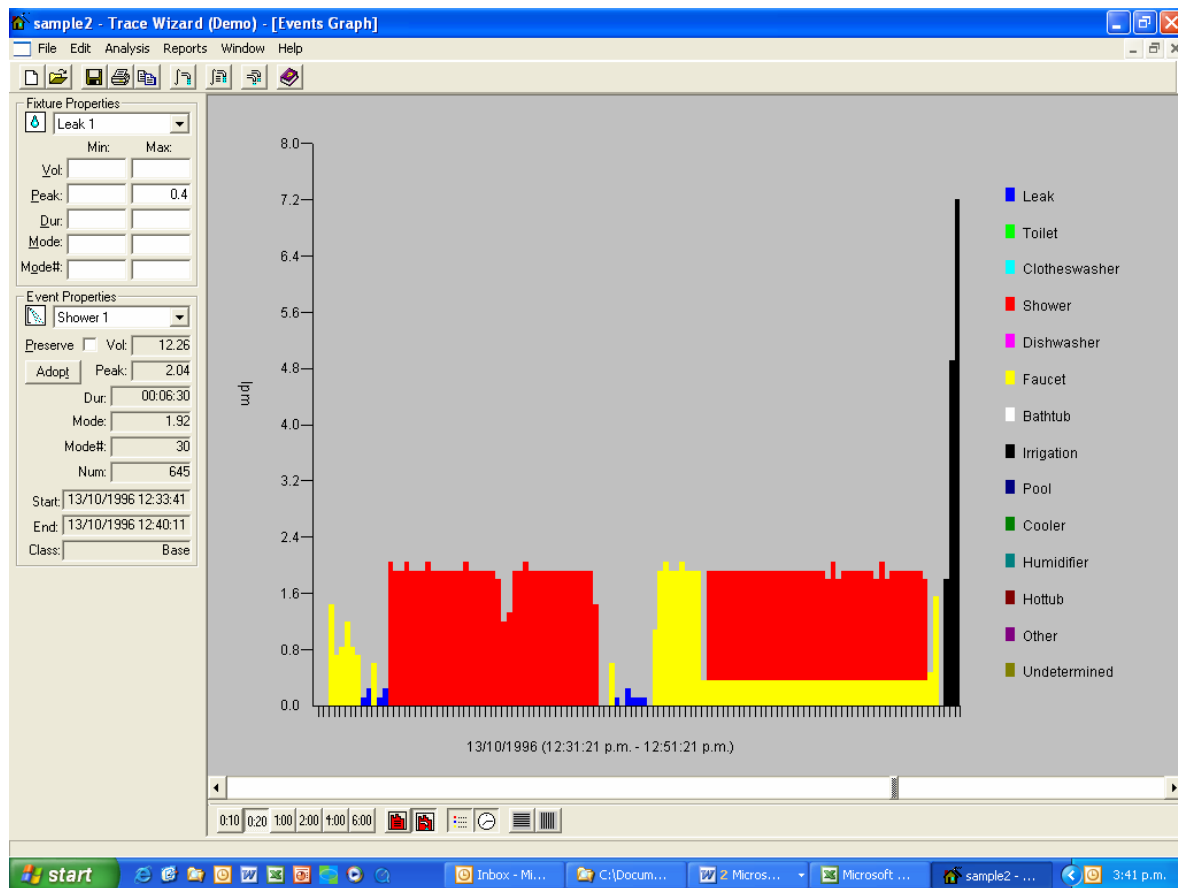 sample2 - Trace Wizard (Demo) - [Events Graph]
File Edit Analysis Reports Window Help
Fixture Properties
Leak 1
Min: Max:
Vol:
Peak: 0.4
Dur:
Mode:
Mode#:
Event Properties
Shower 1
Preserve Vol: 12.26
Adopt Peak: 2.04
Dur: 00:06:30
Mode: 1.92
Mode#: 30
Num: 645
Start: 13/10/1996 12:33:41
End: 13/10/1996 12:40:11
Class: Base
8.0
7.2
6.4
5.6
4.8
4.0
3.2
2.4
1.6
0.8
0.0
lpm
13/10/1996 (12:31:21 p.m. - 12:51:21 p.m.)
Leak
Toilet
Clotheswasher
Shower
Dishwasher
Faucet
Bathtub
Irrigation
Pool
Cooler
Humidifier
Hottub
Other
Undetermined
0:10 0:20 1:00 2:00 4:00 6:00
start Inbox - Mi... C:\Docum... 2 Micros... Microsoft ... sample2 - ... 3:41 p.m.